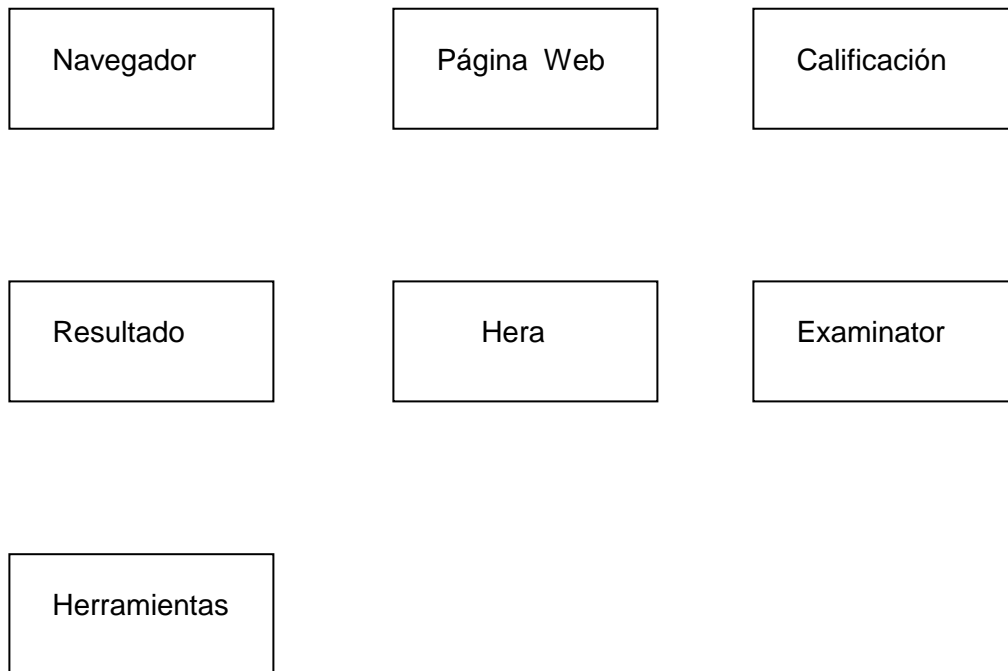 Navegador
Página Web
Calificación
Resultado
Hera
Examinator
Herramientas